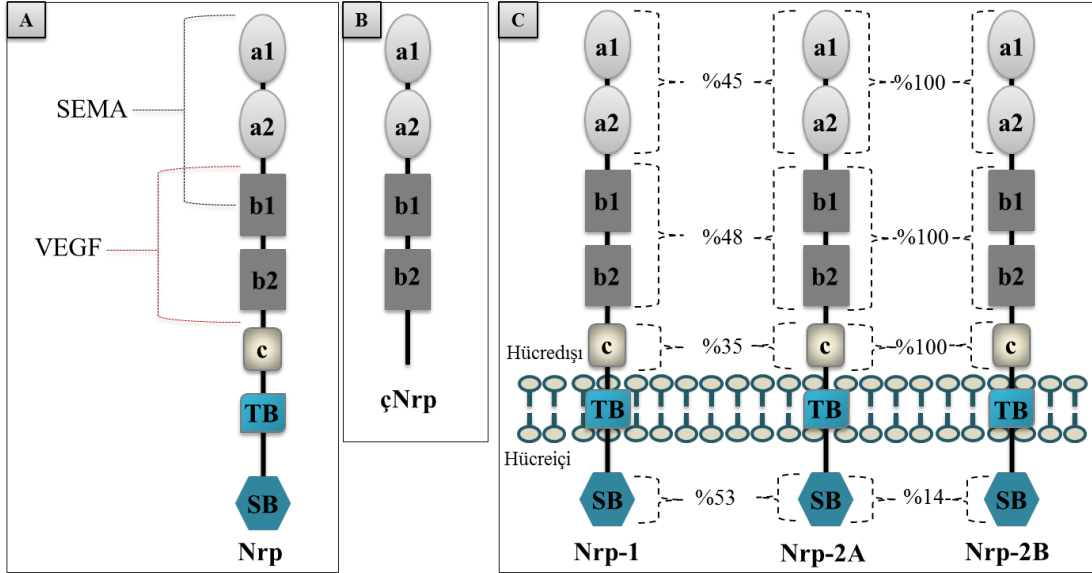 A
a1
a2
SEMA
b1
VEGF
b2
c
TB
SB
Nrp
B
a1
a2
b1
b2
çNrp
C
a1 a1 a1
%45 %100
a2 a2 a2
b1 b1 b1
%48 %100
b2 b2 b2
Hücredışı c %35 c %100 c
TB TB TB
Hücreiçi
SB %53 SB %14 SB
Nrp-1 Nrp-2A Nrp-2B